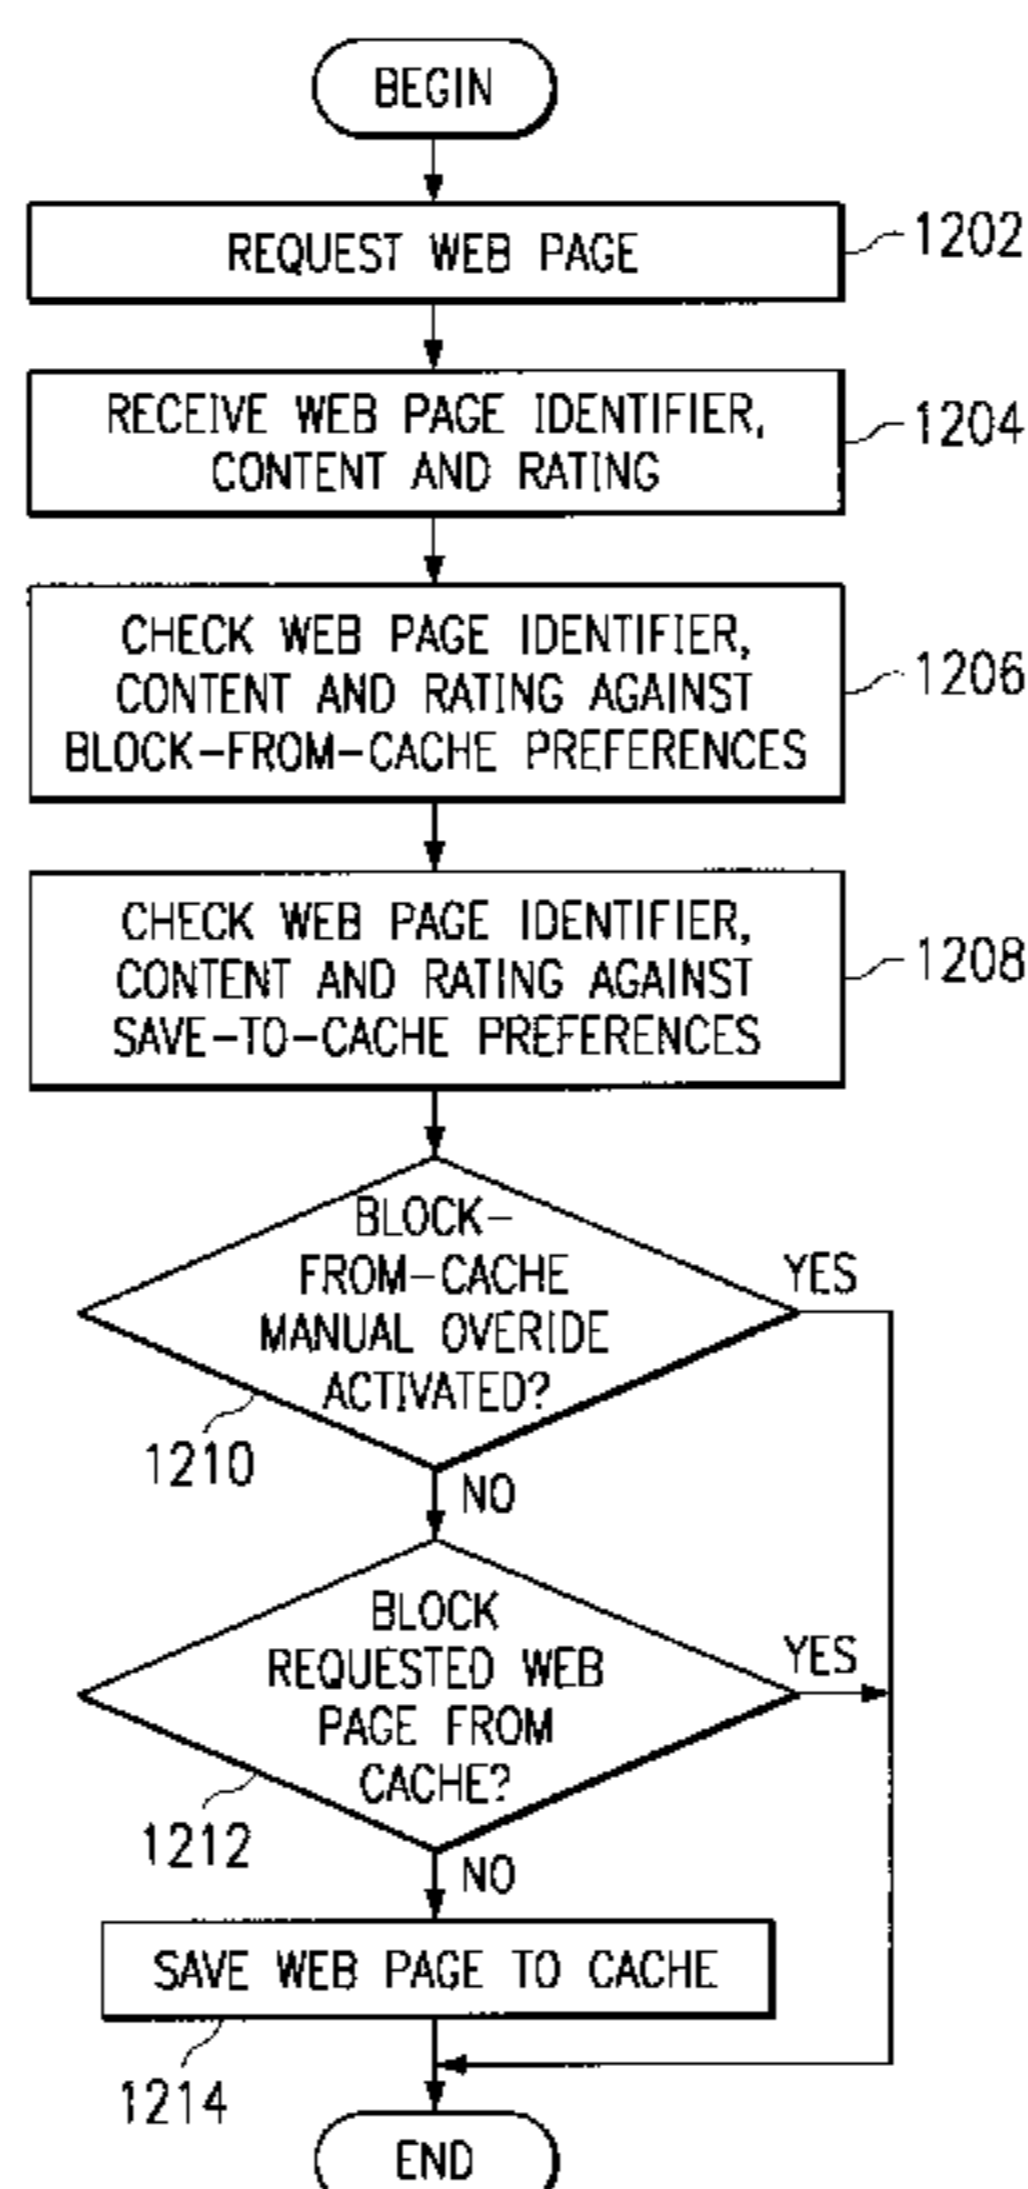 BEGIN
REQUEST WEB PAGE
1202
RECEIVE WEB PAGE IDENTIFIER,
CONTENT AND RATING
1204
CHECK WEB PAGE IDENTIFIER,
CONTENT AND RATING AGAINST
BLOCK-FROM-CACHE PREFERENCES
1206
CHECK WEB PAGE IDENTIFIER,
CONTENT AND RATING AGAINST
SAVE-TO-CACHE PREFERENCES
1208
BLOCK-
FROM-CACHE
MANUAL OVERIDE
ACTIVATED?
YES
1210
NO
BLOCK
REQUESTED WEB
PAGE FROM
CACHE?
YES
1212
NO
SAVE WEB PAGE TO CACHE
1214
END